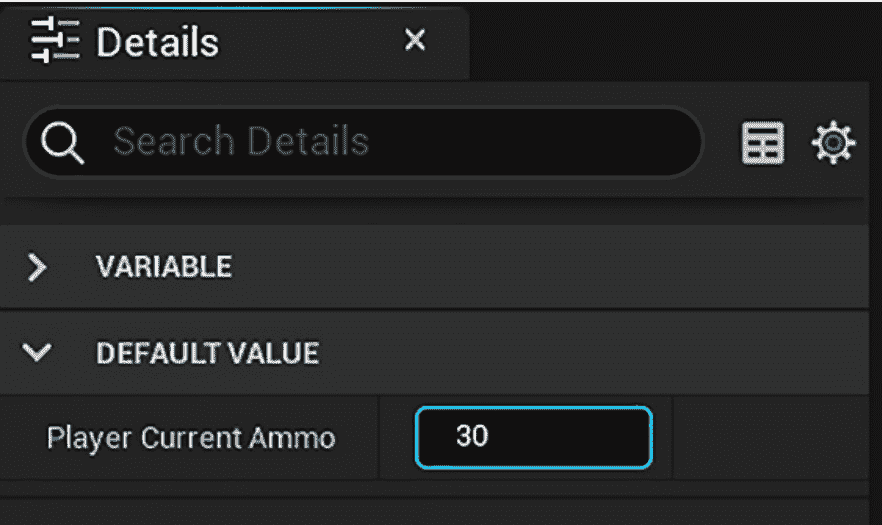 Details
Search Details
VARIABLE
DEFAULT VALUE
Player Current Ammo 30